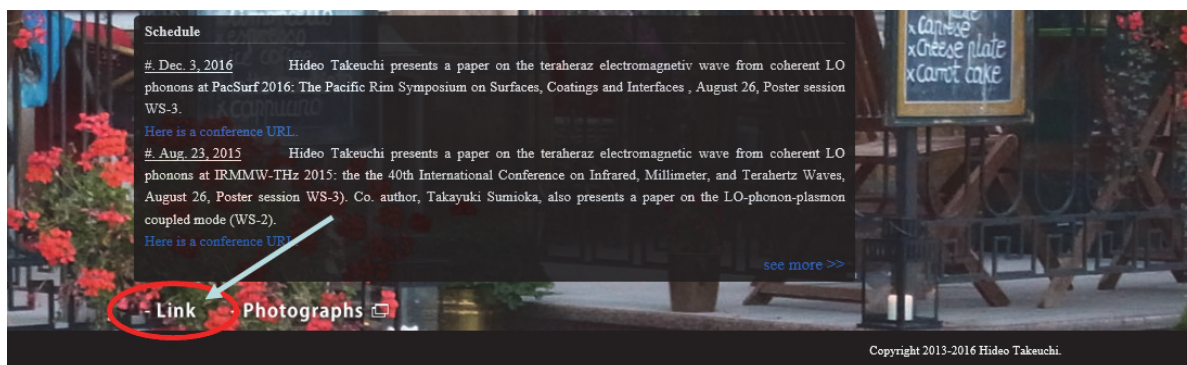 Schedule
#. Dec. 3, 2016 Hideo Takeuchi presents a paper on the teraheraz electromagnetiv wave from coherent LO
phonons at PacSurf 2016: The Pacific Rim Symposium on Surfaces, Coatings and Interfaces , August 26, Poster session
WS-3.
Here is a conference URL.
#. Aug. 23, 2015 Hideo Takeuchi presents a paper on the teraheraz electromagnetic wave from coherent LO
phonons at IRMMW-THz 2015: the the 40th International Conference on Infrared, Millimeter, and Terahertz Waves,
August 26, Poster session WS-3). Co. author, Takayuki Sumioka, also presents a paper on the LO-phonon-plasmon
coupled mode (WS-2).
Here is a conference URL.
see more >>
- Link - Photographs
Copyright 2013-2016 Hideo Takeuchi.
x caprese
x cheese plate
x carrot cake